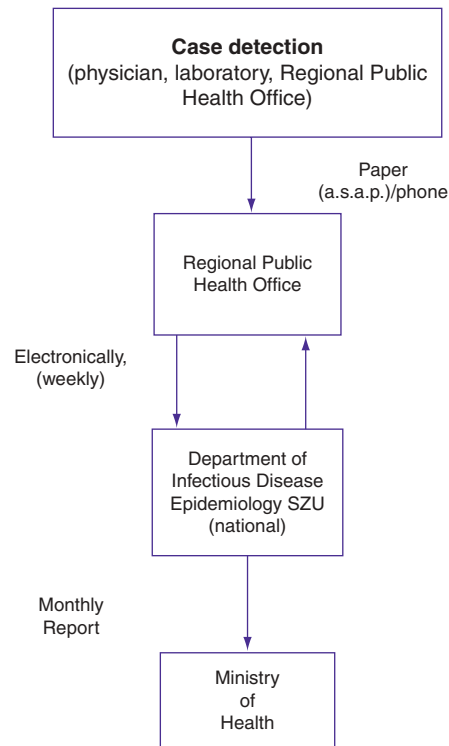 Case detection
(physician, laboratory, Regional Public
Health Office)
Paper
(a.s.a.p.)/phone
Regional Public
Health Office
Electronically,
(weekly)
Department of
Infectious Disease
Epidemiology SZU
(national)
Monthly
Report
Ministry
of
Health